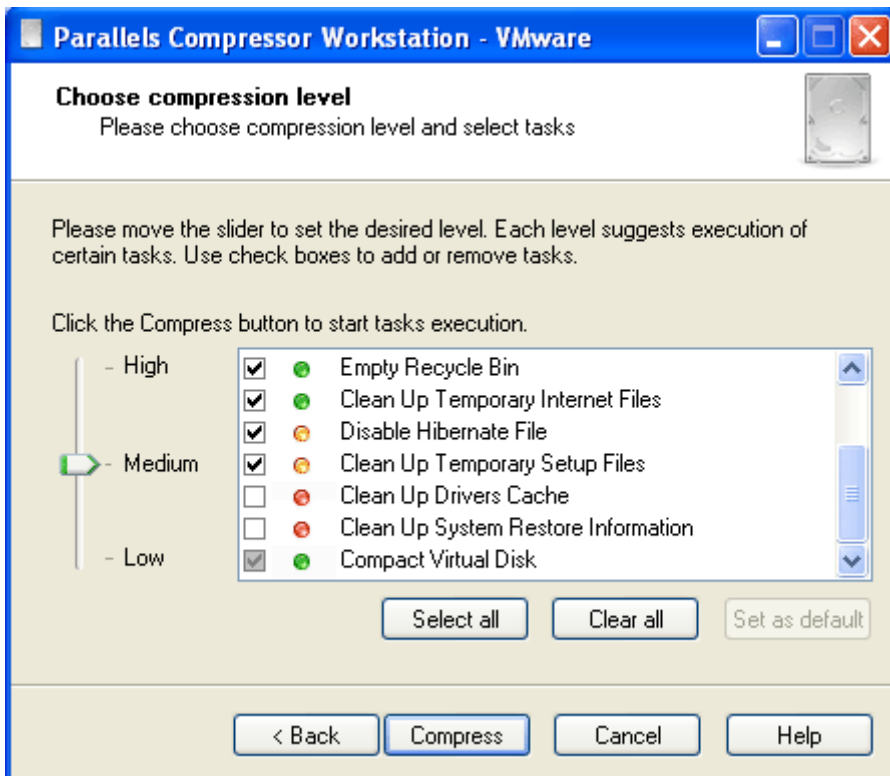 Parallels Compressor Workstation - VMware
Choose compression level
Please choose compression level and select tasks
Please move the slider to set the desired level. Each level suggests execution of
certain tasks. Use check boxes to add or remove tasks.
Click the Compress button to start tasks execution.
High
Medium
Low
Empty Recycle Bin
Clean Up Temporary Internet Files
Disable Hibernate File
Clean Up Temporary Setup Files
Clean Up Drivers Cache
Clean Up System Restore Information
Compact Virtual Disk
Select all
Clear all
Set as default
< Back
Compress
Cancel
Help